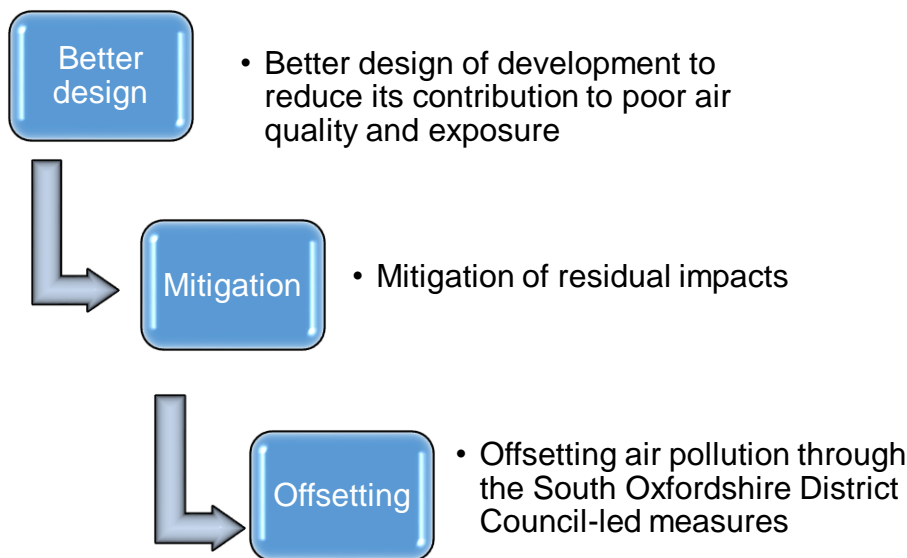 Better
design
• Better design of development to
reduce its contribution to poor air
quality and exposure
Mitigation
• Mitigation of residual impacts
Offsetting
• Offsetting air pollution through
the South Oxfordshire District
Council-led measures